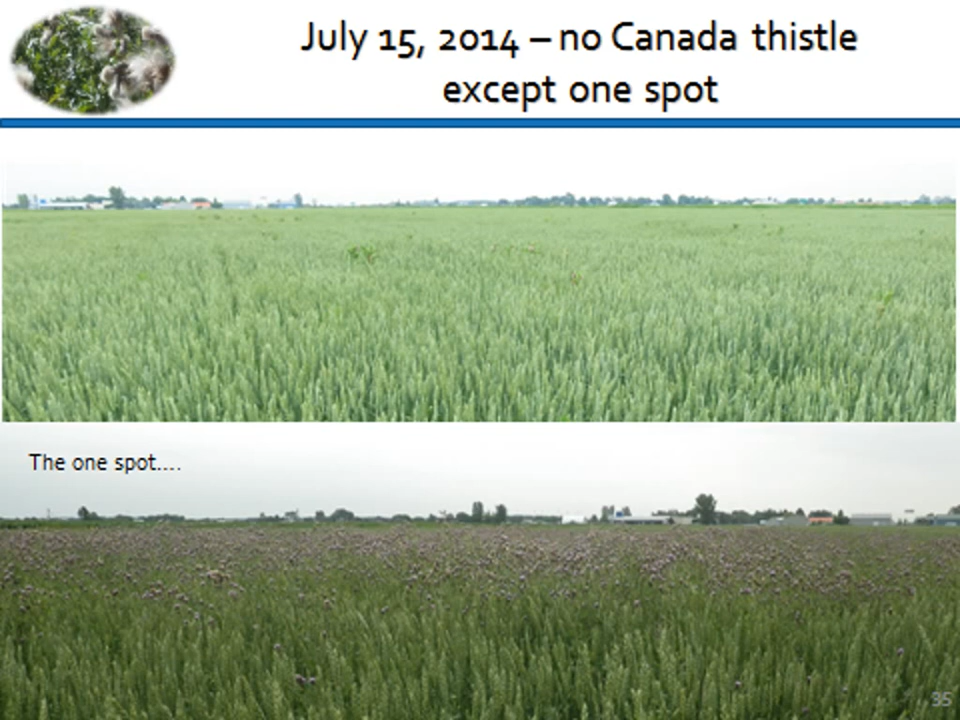 July 15, 2014 – no Canada thistle
except one spot
The one spot....
35